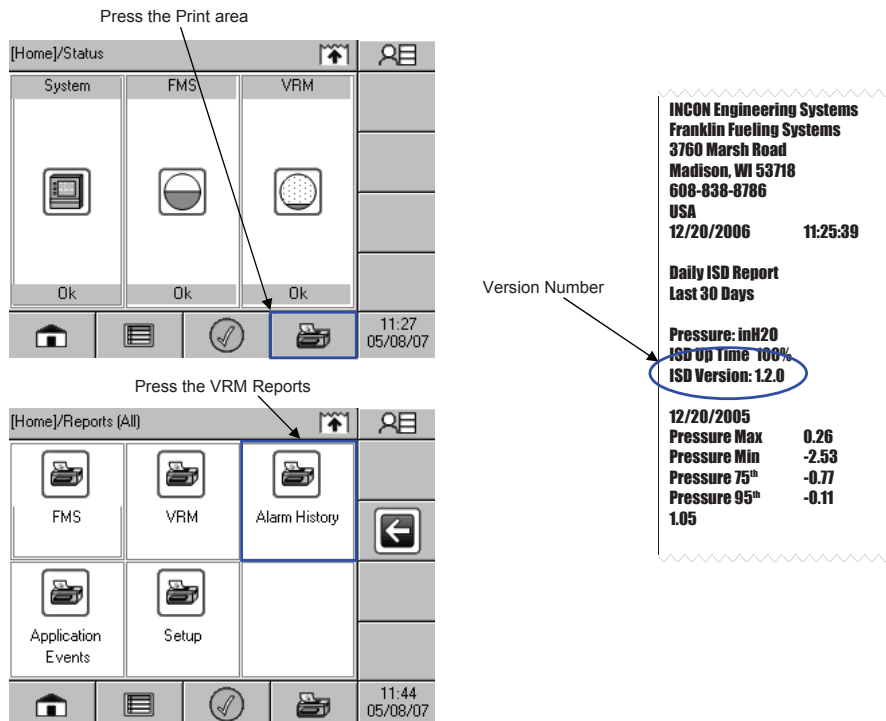 Press the Print area
[Home]/Status
System
FMS
VRM
Ok
Ok
Ok
11:27
05/08/07
Press the VRM Reports
[Home]/Reports (All)
FMS
VRM
Alarm History
Application
Events
Setup
11:44
05/08/07
Version Number
INCON Engineering Systems
Franklin Fueling Systems
3760 Marsh Road
Madison, WI 53718
608-838-8786
USA
12/20/2006 11:25:39
Daily ISD Report
Last 30 Days
Pressure: inH2O
ISD Up Time 100%
ISD Version: 1.2.0
12/20/2005
Pressure Max 0.26
Pressure Min -2.53
Pressure 75th -0.77
Pressure 95th -0.11
1.05